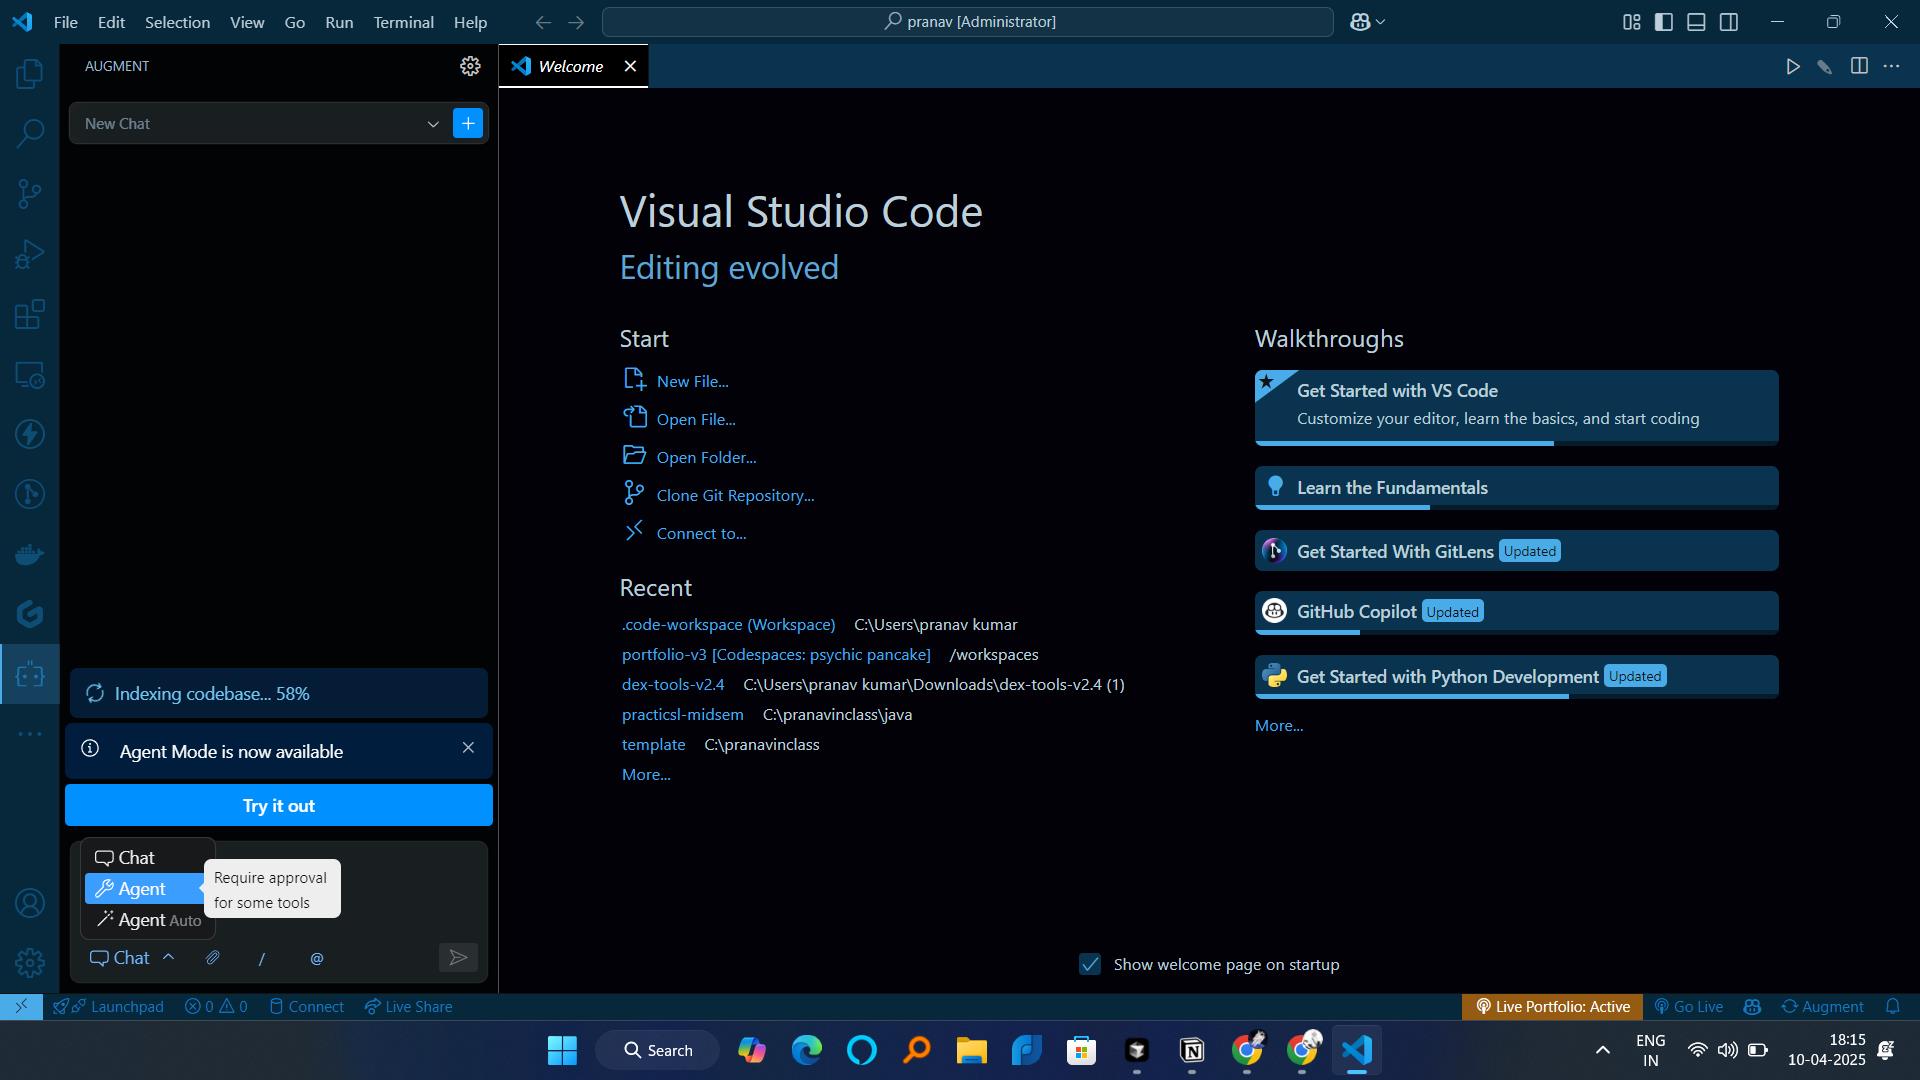 File Edit Selection View Go Run Terminal Help
pranav [Administrator]
AUGMENT
Welcome
New Chat
Visual Studio Code
Editing evolved
Start
New File...
Open File...
Open Folder...
Clone Git Repository...
Connect to...
Recent
.code-workspace (Workspace) C:\Users\pranav kumar
portfolio-v3 [Codespaces: psychic pancake] /workspaces
dex-tools-v2.4 C:\Users\pranav kumar\Downloads\dex-tools-v2.4 (1)
practicsl-midsem C:\pranavinclass\java
template C:\pranavinclass
More...
Walkthroughs
Get Started with VS Code
Customize your editor, learn the basics, and start coding
Learn the Fundamentals
Get Started With GitLens Updated
GitHub Copilot Updated
Get Started with Python Development Updated
More...
Indexing codebase... 58%
Agent Mode is now available
Try it out
Chat
Agent
Agent Auto
Require approval
for some tools
Chat / @
Show welcome page on startup
Launchpad 0 0 Connect Live Share
Live Portfolio: Active Go Live Augment
Search
ENG
IN
18:15
10-04-2025